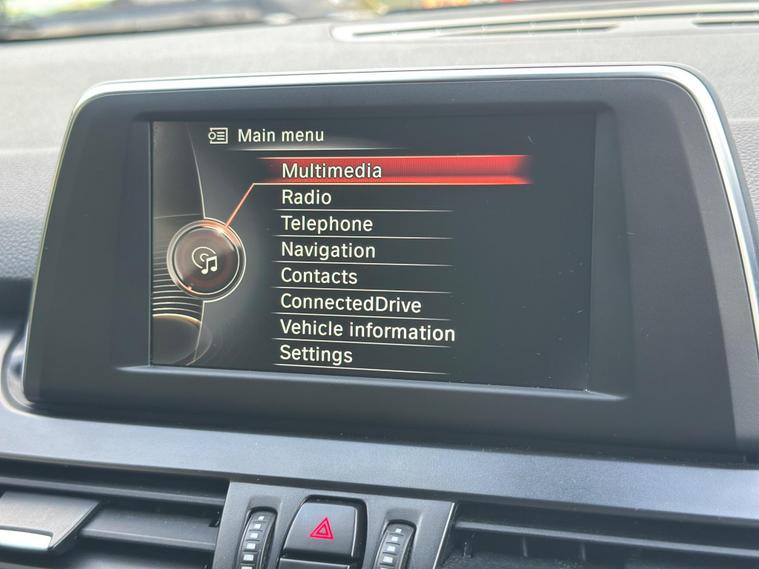 Main menu
Multimedia
Radio
Telephone
Navigation
Contacts
ConnectedDrive
Vehicle information
Settings